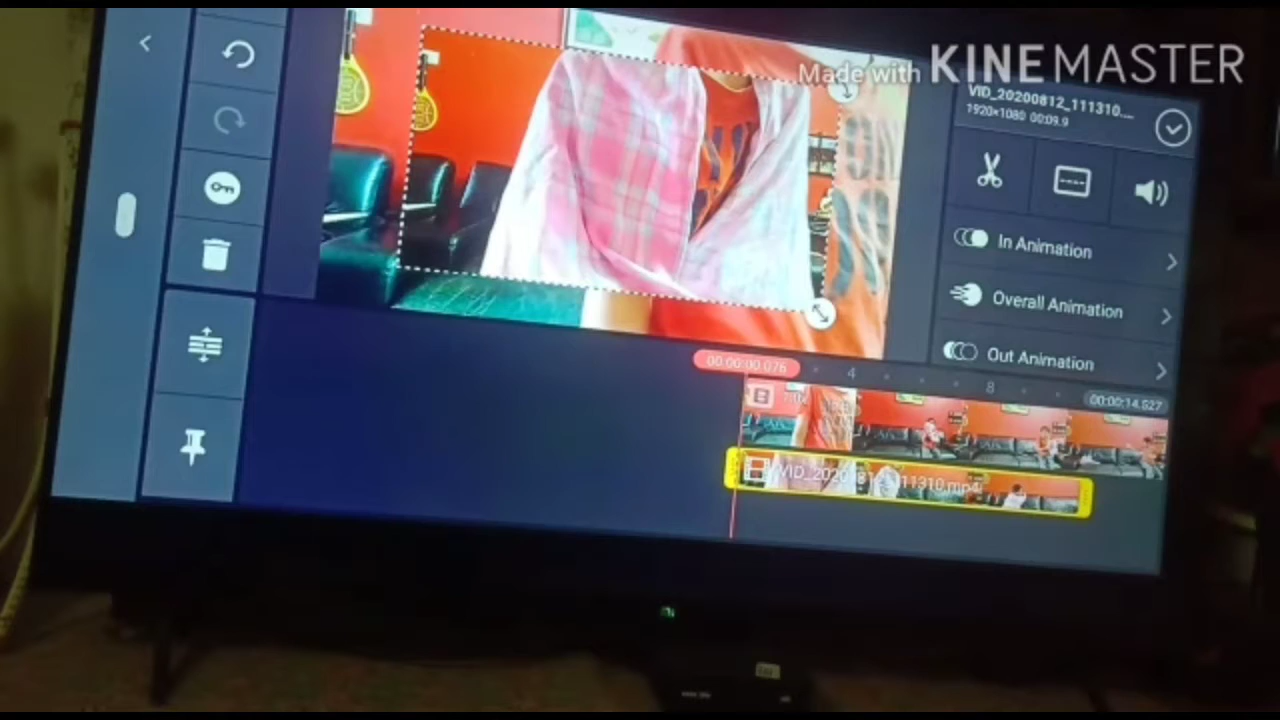 Made with KINEMASTER
VID_20200812_111310....
1920×1080 00:09.9
In Animation
Overall Animation
Out Animation
00:00:00.076
4
8
00:00:14.527
VID_20200812_111310.mp4